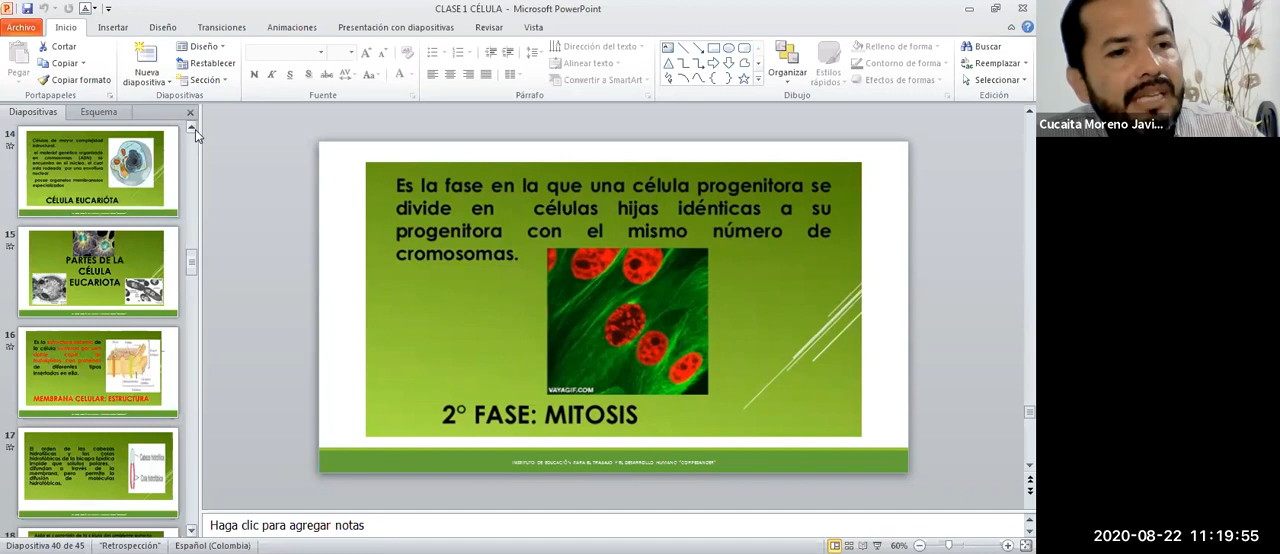 CLASE 1 CÉLULA - Microsoft PowerPoint
Archivo Inicio Insertar Diseño Transiciones Animaciones Presentación con diapositivas Revisar Vista
Pegar
Cortar
Copiar
Copiar formato
Portapapeles
Nueva diapositiva
Diseño
Restablecer
Sección
Diapositivas
Fuente
Dirección del texto
Alinear texto
Convertir a SmartArt
Párrafo
Organizar
Estilos rápidos
Relleno de forma
Contorno de forma
Efectos de formas
Dibujo
Buscar
Reemplazar
Seleccionar
Edición
Cucaita Moreno Javi...
Diapositivas Esquema
14
CÉLULA EUCARIÓTA
15
PARTES DE LA
CÉLULA
EUCARIOTA
16
MEMBRANA CELULAR: ESTRUCTURA
17
18
Es la fase en la que una célula progenitora se
divide en células hijas idénticas a su
progenitora con el mismo número de
cromosomas.
VAYAGIF.COM
2° FASE: MITOSIS
INSTITUTO DE EDUCACIÓN PARA EL TRABAJO Y EL DESARROLLO HUMANO
Haga clic para agregar notas
Diapositiva 40 de 45 "Retrospección" Español (Colombia) 60%
2020-08-22 11:19:55